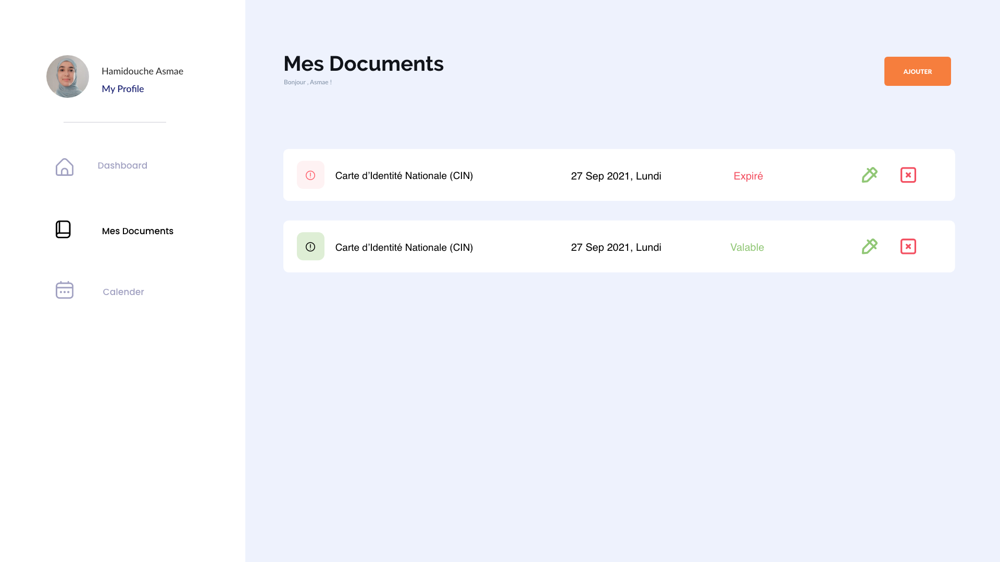 Hamidouche Asmae
My Profile
Dashboard
Mes Documents
Calender
Mes Documents
Bonjour , Asmae !
AJOUTER
Carte d’Identité Nationale (CIN) 27 Sep 2021, Lundi Expiré
Carte d’Identité Nationale (CIN) 27 Sep 2021, Lundi Valable